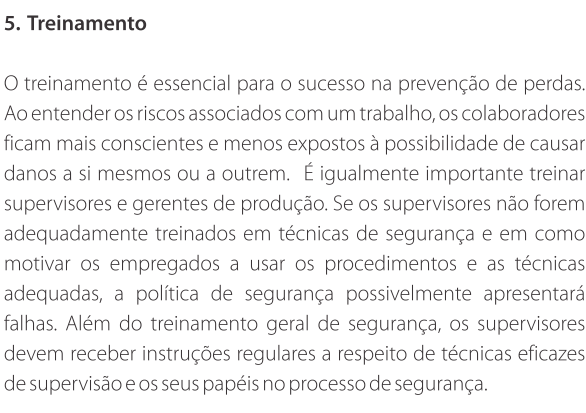 5. Treinamento
O treinamento é essencial para o sucesso na prevenção de perdas.
Ao entender os riscos associados com um trabalho, os colaboradores
ficam mais conscientes e menos expostos à possibilidade de causar
danos a si mesmos ou a outrem.  É igualmente importante treinar
supervisores e gerentes de produção. Se os supervisores não forem
adequadamente treinados em técnicas de segurança e em como
motivar os empregados a usar os procedimentos e as técnicas
adequadas, a política de segurança possivelmente apresentará
falhas. Além do treinamento geral de segurança, os supervisores
devem receber instruções regulares a respeito de técnicas eficazes
de supervisão e os seus papéis no processo de segurança.